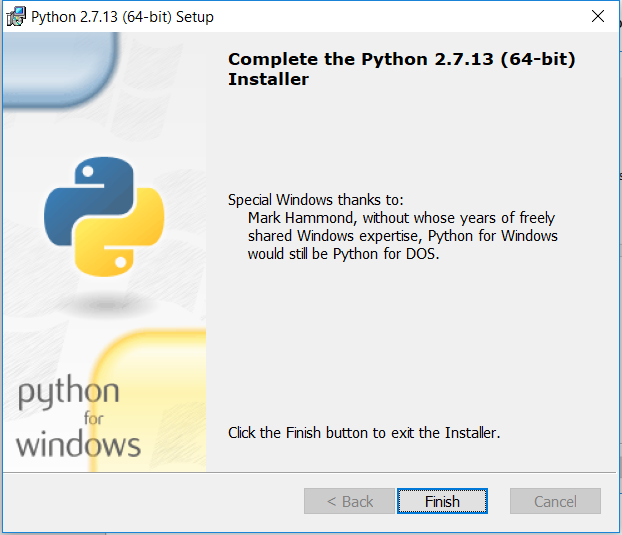 Python 2.7.13 (64-bit) Setup
Complete the Python 2.7.13 (64-bit)
Installer
Special Windows thanks to:
Mark Hammond, without whose years of freely
shared Windows expertise, Python for Windows
would still be Python for DOS.
python
for
windows
Click the Finish button to exit the Installer.
< Back
Finish
Cancel